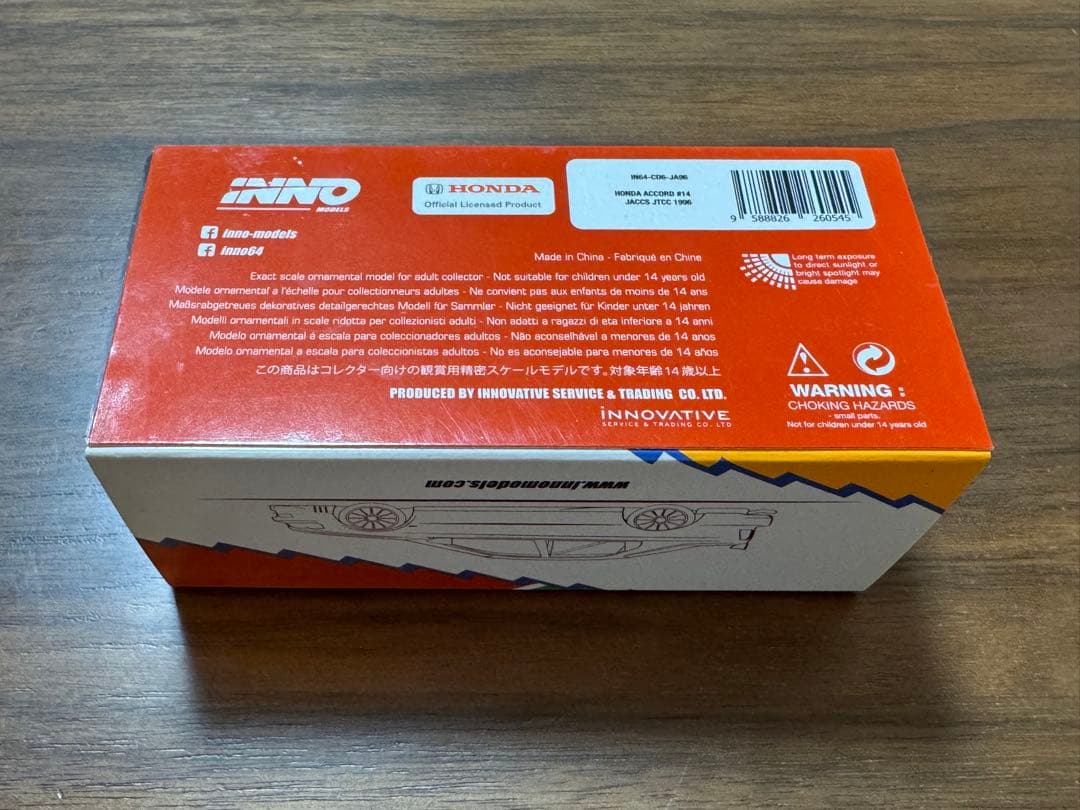 INNO
MODELS
inno-models
inno64
HONDA
Official Licensed Product
IN64-CD6-JA96
HONDA ACCORD #14
JACCS JTCC 1996
9 588826 260545
Made in China - Fabriqué en Chine
Exact scale ornamental model for adult collector - Not suitable for children under 14 years old
Modele ornamental a l'échelle pour collectionneurs adultes - Ne convient pas aux enfants de moins de 14 ans
Maßsrabgetreues dekoratives detailgerechtes Modell für Semmler - Nicht geeignet für Kinder unter 14 jahren
Modelli ornamentali in scale ridotta per collezionisti adulti - Non adatti a ragazzi di eta inferiore a 14 ami
Modelo ornamental á escala para coleccionadores adultos - Não aconselhável a menores de 14 anos
Modelo ornamental a escala para coleccionistas adultos - No es aconsejable para menores de 14 años
この商品はコレクター向けの観賞用精密スケールモデルです。対象年齢14歳以上
PRODUCED BY INNOVATIVE SERVICE & TRADING CO. LTD.
INNOVATIVE
SERVICE & TRADING CO. LTD
Long term exposure
to direct sunlight or
bright spotlight may
cause damage
WARNING :
CHOKING HAZARDS
- small parts.
Not for children under 14 years old
www.innomodels.com